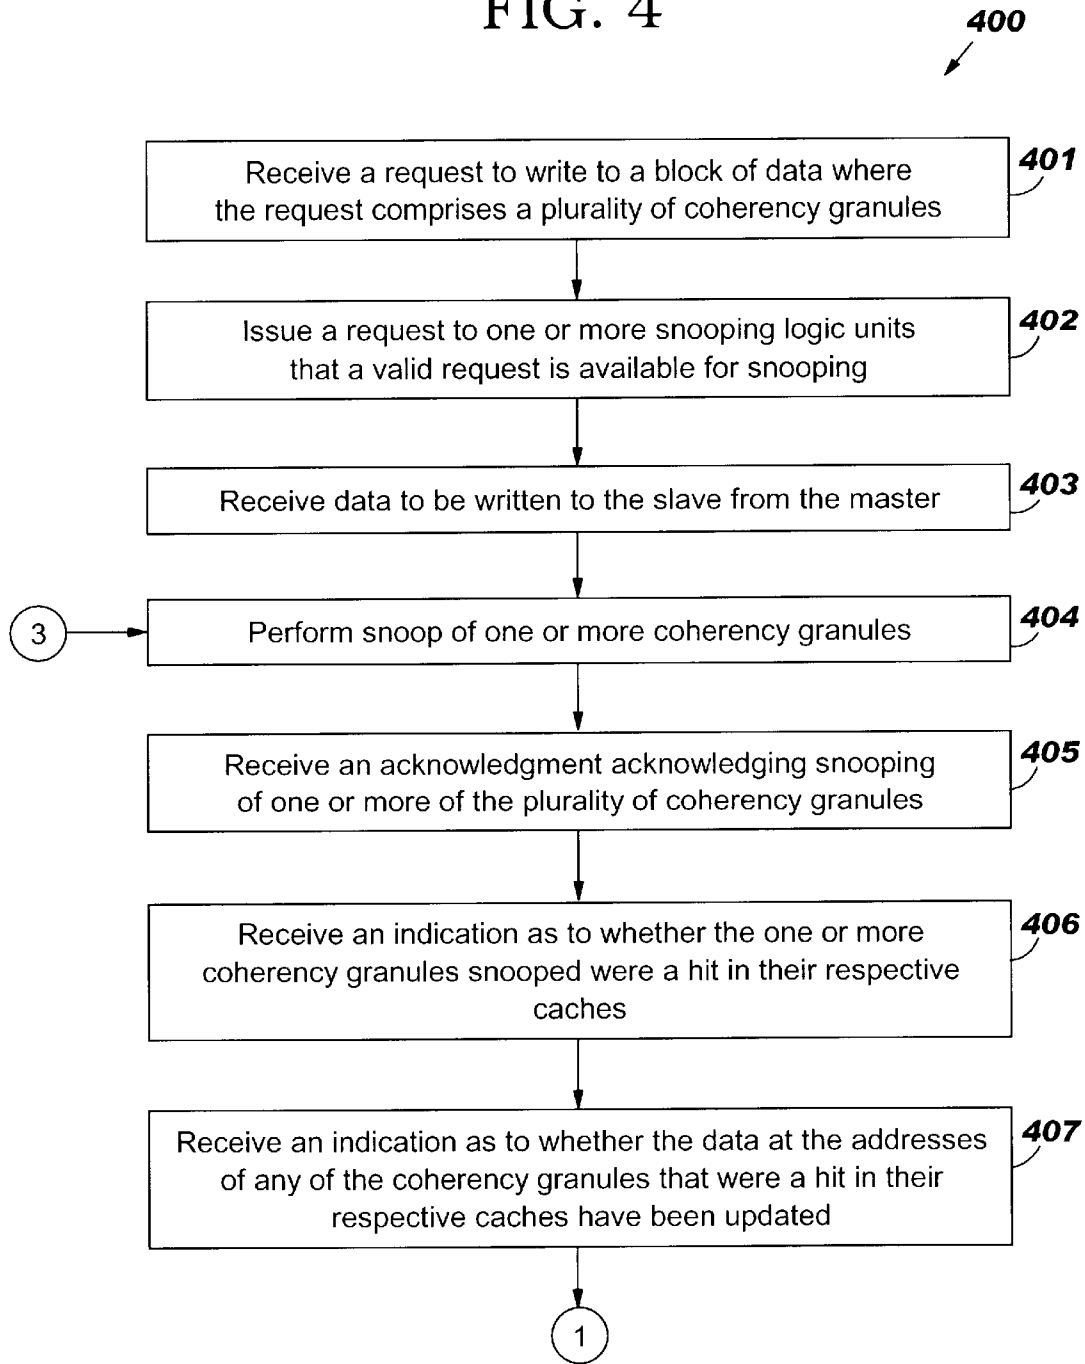 FIG. 4
400
Receive a request to write to a block of data where
the request comprises a plurality of coherency granules
401
Issue a request to one or more snooping logic units
that a valid request is available for snooping
402
Receive data to be written to the slave from the master
403
3
Perform snoop of one or more coherency granules
404
Receive an acknowledgment acknowledging snooping
of one or more of the plurality of coherency granules
405
Receive an indication as to whether the one or more
coherency granules snooped were a hit in their respective
caches
406
Receive an indication as to whether the data at the addresses
of any of the coherency granules that were a hit in their
respective caches have been updated
407
1